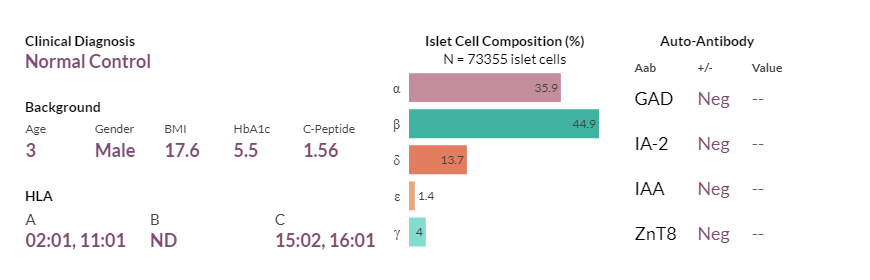 Clinical Diagnosis
Normal Control
Background
Age Gender BMI HbA1c C-Peptide
3 Male 17.6 5.5 1.56
HLA
A B C
02:01, 11:01 ND 15:02, 16:01
Islet Cell Composition (%)
N = 73355 islet cells
α 35.9
β 44.9
δ 13.7
ε 1.4
γ 4
Auto-Antibody
Aab +/- Value
GAD Neg --
IA-2 Neg --
IAA Neg --
ZnT8 Neg --